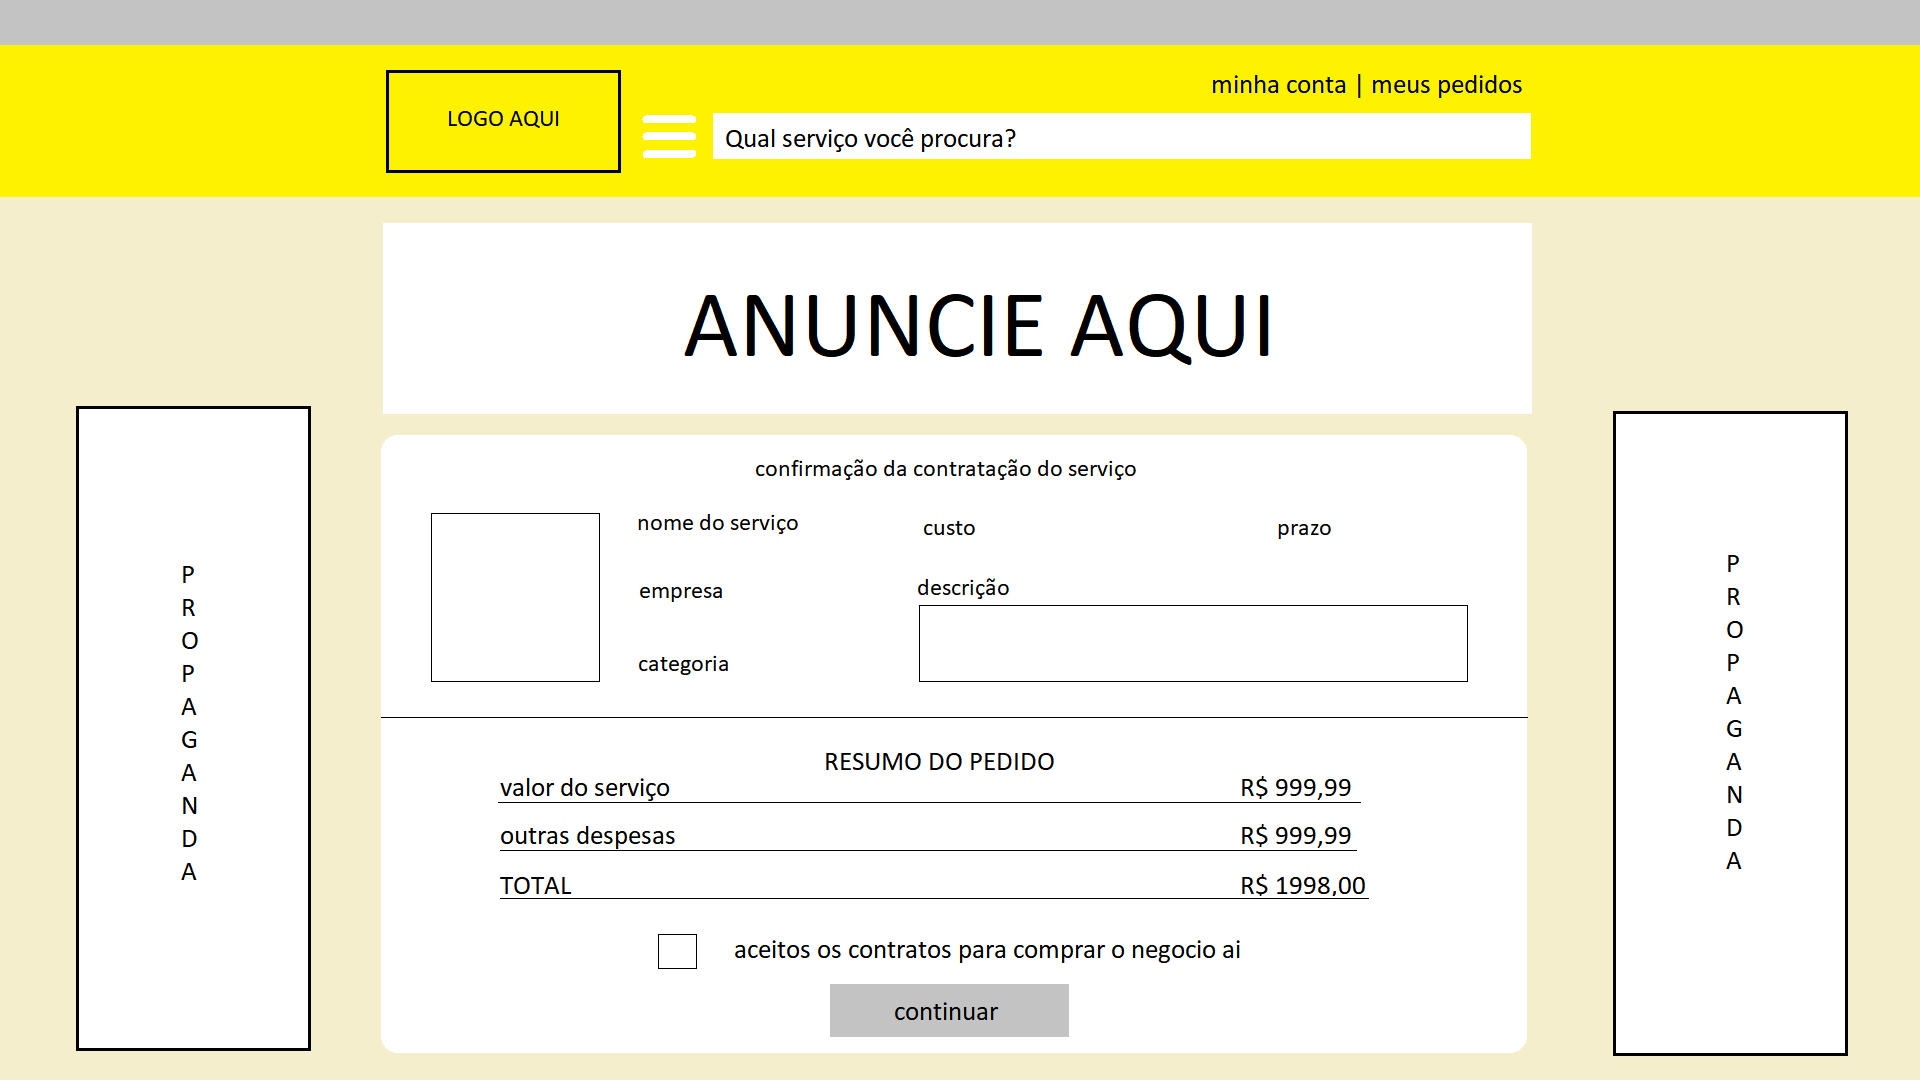 minha conta | meus pedidos
LOGO AQUI
Qual serviço você procura?
ANUNCIE AQUI
P
R
O
P
A
G
A
N
D
A
confirmação da contratação do serviço
nome do serviço
custo
prazo
empresa
descrição
categoria
RESUMO DO PEDIDO
valor do serviço R$ 999,99
outras despesas R$ 999,99
TOTAL R$ 1998,00
aceitos os contratos para comprar o negocio ai
continuar
P
R
O
P
A
G
A
N
D
A